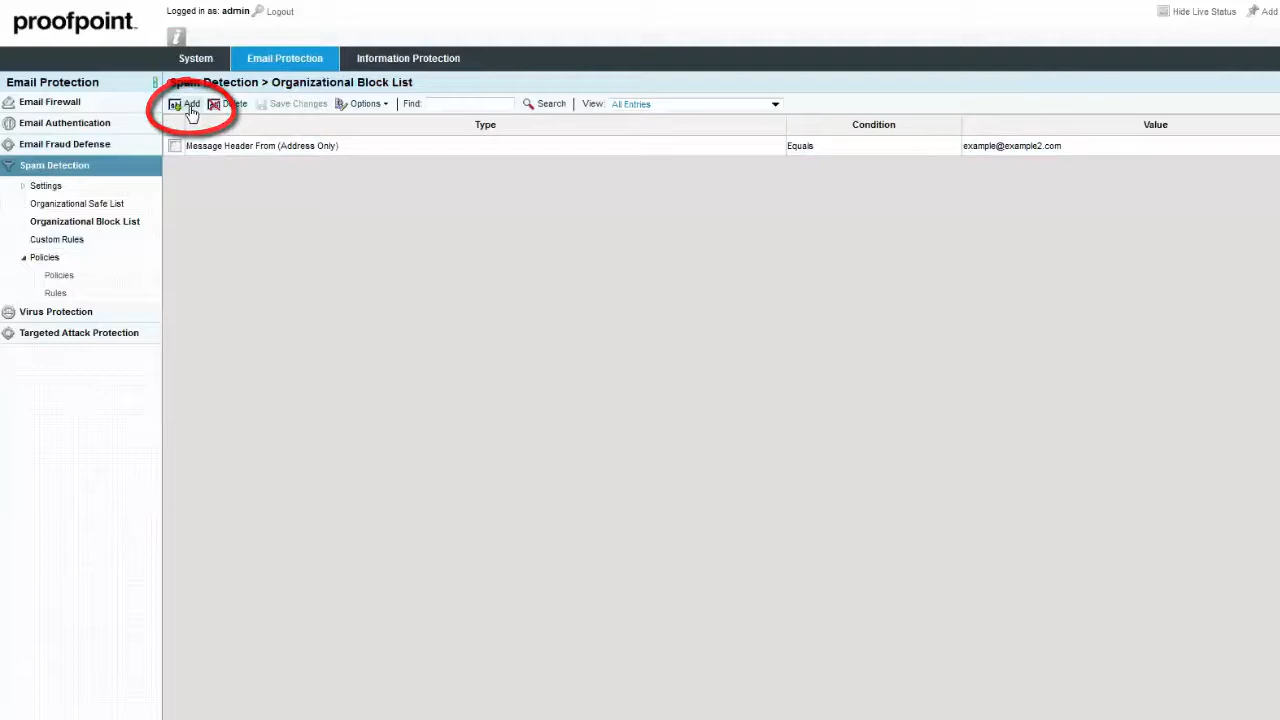 proofpoint.
Logged in as: admin Logout
Hide Live Status Add
System Email Protection Information Protection
Email Protection
Email Firewall
Email Authentication
Email Fraud Defense
Spam Detection
Settings
Organizational Safe List
Organizational Block List
Custom Rules
Policies
Policies
Rules
Virus Protection
Targeted Attack Protection
Spam Detection > Organizational Block List
Add Delete Save Changes Options Find: Search View: All Entries
Type Condition Value
Message Header From (Address Only) Equals example@example2.com